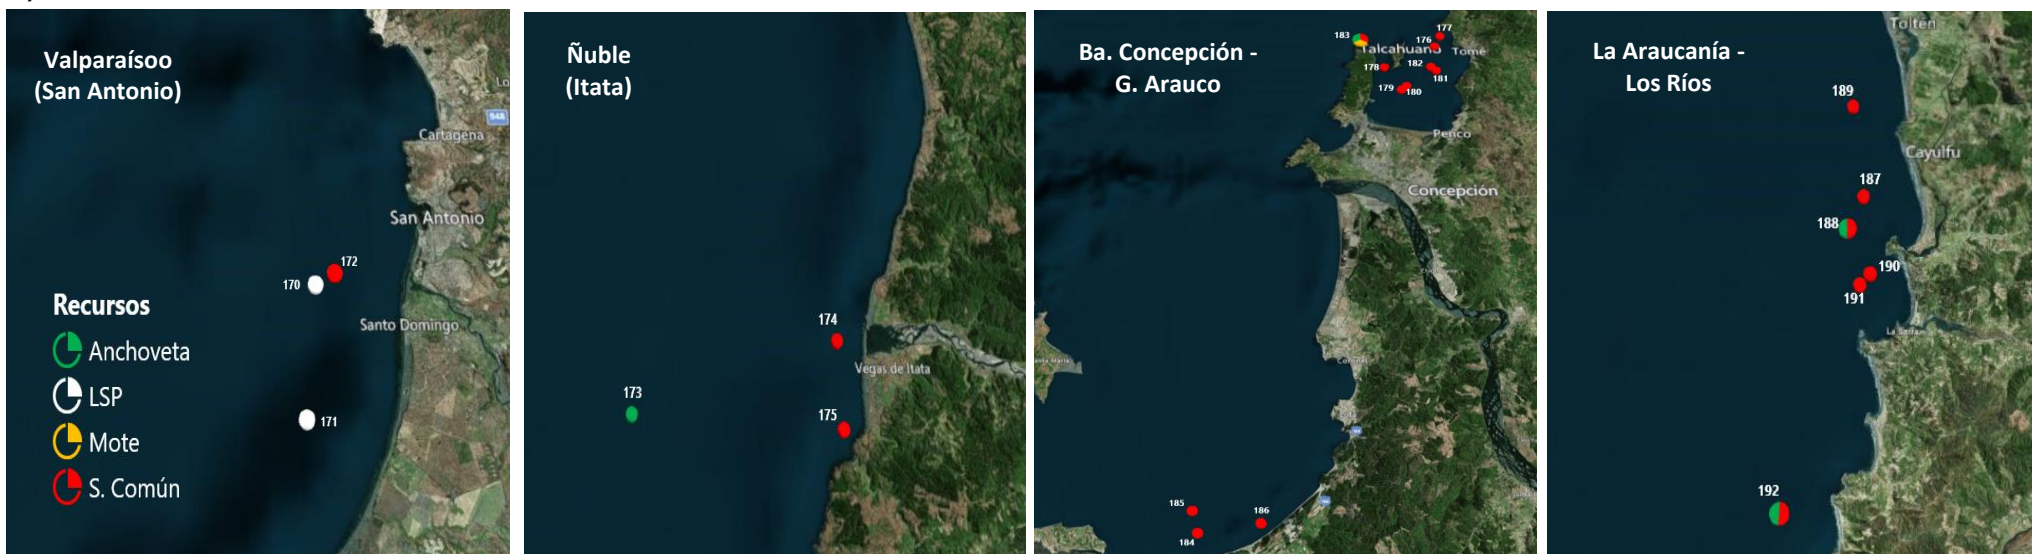 Valparaísoo
(San Antonio)
Lo
948
Cartagena
San Antonio
172
170
Santo Domingo
171
Recursos
Anchoveta
LSP
Mote
S. Común
Ñuble
(Itata)
174
Vegas de Itata
173
175
Ba. Concepción -
G. Arauco
183
177
176
Talcahuano
Tomé
178
182
181
179
180
Penco
Concepción
185
186
184
La Araucanía -
Los Ríos
Toltén
189
Cayulfu
187
188
190
191
192